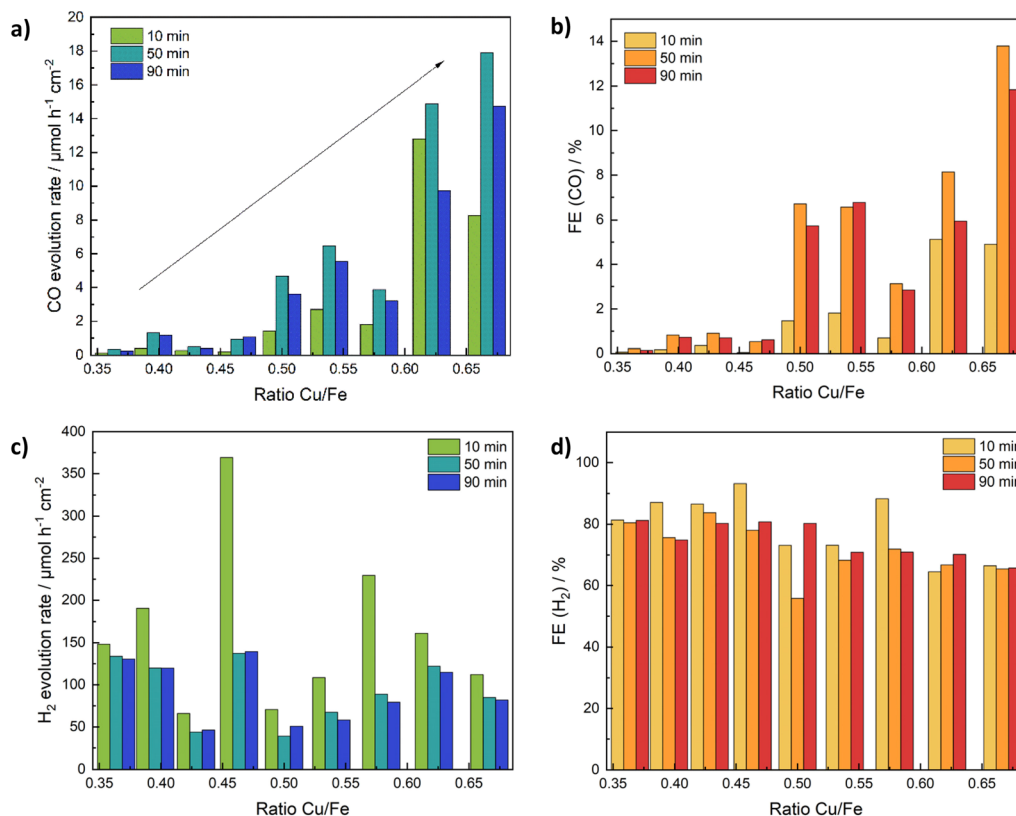 a)
10 min
50 min
90 min
CO evolution rate / µmol h⁻¹ cm⁻²
0
2
4
6
8
10
12
14
16
18
20
0.35
0.40
0.45
0.50
0.55
0.60
0.65
Ratio Cu/Fe
b)
10 min
50 min
90 min
FE (CO) / %
0
2
4
6
8
10
12
14
0.35
0.40
0.45
0.50
0.55
0.60
0.65
Ratio Cu/Fe
c)
10 min
50 min
90 min
H₂ evolution rate / µmol h⁻¹ cm⁻²
0
50
100
150
200
250
300
350
400
0.35
0.40
0.45
0.50
0.55
0.60
0.65
Ratio Cu/Fe
d)
10 min
50 min
90 min
FE (H₂) / %
0
20
40
60
80
100
0.35
0.40
0.45
0.50
0.55
0.60
0.65
Ratio Cu/Fe